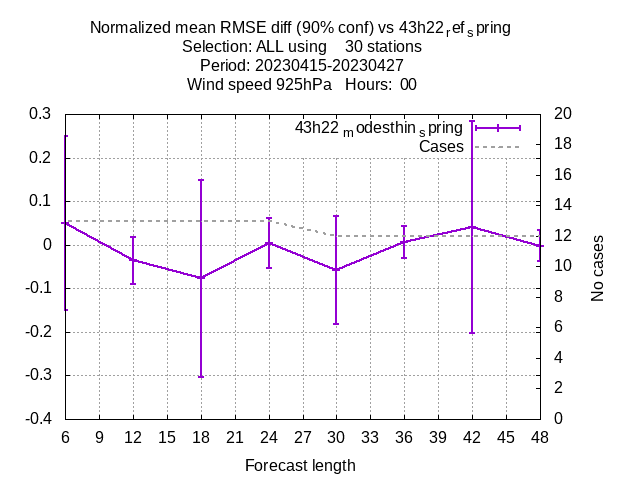 Normalized mean RMSE diff (90% conf) vs 43h22refspring
Selection: ALL using    30 stations
Period: 20230415-20230427
Wind speed 925hPa   Hours:  00
43h22modesthinspring
Cases
0.3
0.2
0.1
0
-0.1
-0.2
-0.3
-0.4
20
18
16
14
12
10
8
6
4
2
0
No cases
6 9 12 15 18 21 24 27 30 33 36 39 42 45 48
Forecast length